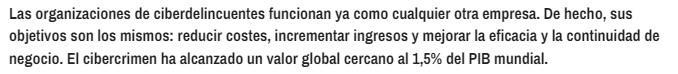 Las organizaciones de ciberdelincuentes funcionan ya como cualquier otra empresa. De hecho, sus
objetivos son los mismos: reducir costes, incrementar ingresos y mejorar la eficacia y la continuidad de
negocio. El cibercrimen ha alcanzado un valor global cercano al 1,5% del PIB mundial.